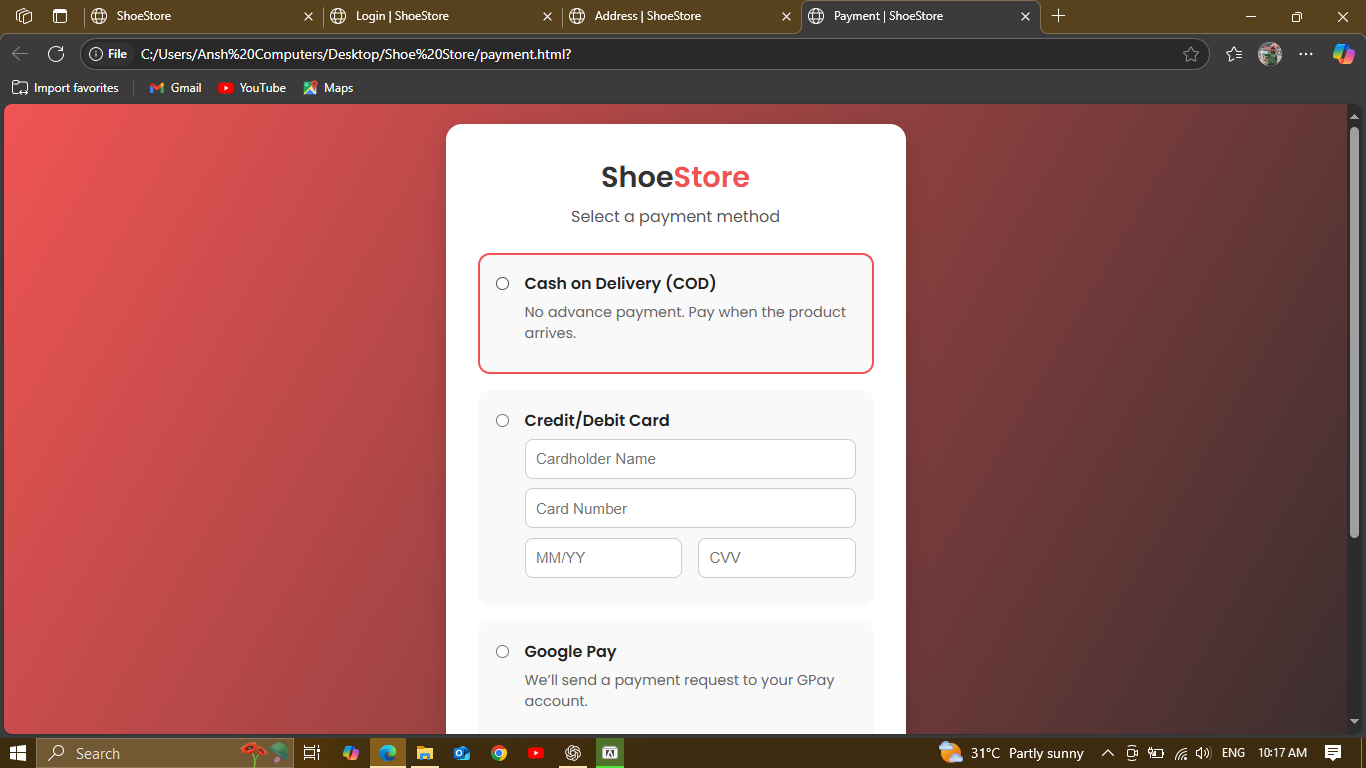 ShoeStore
Login | ShoeStore
Address | ShoeStore
Payment | ShoeStore
File
C:/Users/Ansh%20Computers/Desktop/Shoe%20Store/payment.html?
Import favorites
Gmail
YouTube
Maps
ShoeStore
Select a payment method
Cash on Delivery (COD)
No advance payment. Pay when the product
arrives.
Credit/Debit Card
Cardholder Name
Card Number
MM/YY
CVV
Google Pay
We’ll send a payment request to your GPay
account.
Search
31°C Partly sunny
ENG
10:17 AM